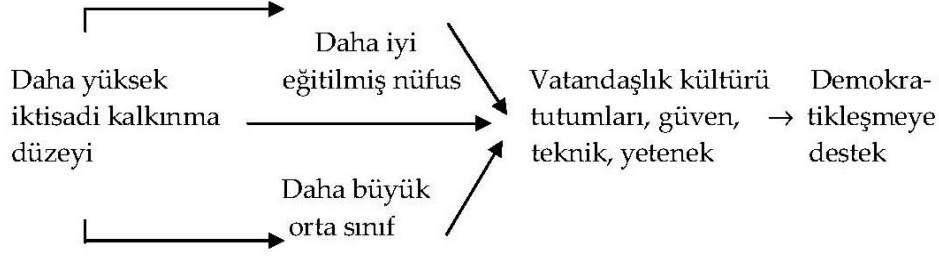 Daha yüksek
iktisadi kalkınma
düzeyi
Daha iyi
eğitilmiş nüfus
Daha büyük
orta sınıf
Vatandaşlık kültürü
tutumları, güven,
teknik, yetenek
→
Demokra-
tikleşmeye
destek